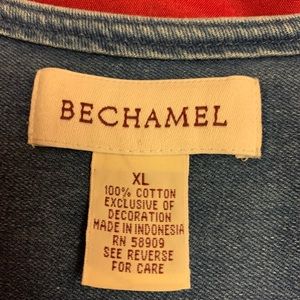 BECHAMEL
XL
100% COTTON
EXCLUSIVE OF
DECORATION
MADE IN INDONESIA
RN 58909
SEE REVERSE
FOR CARE